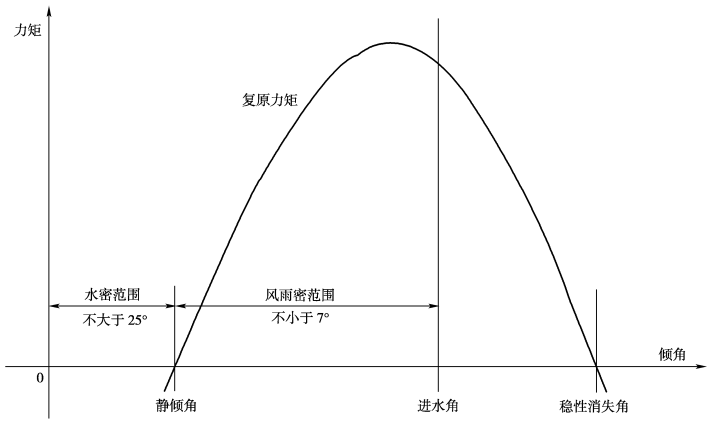 力矩
复原力矩
水密范围
不大于 25°
风雨密范围
不小于 7°
倾角
0
静倾角
进水角
稳性消失角